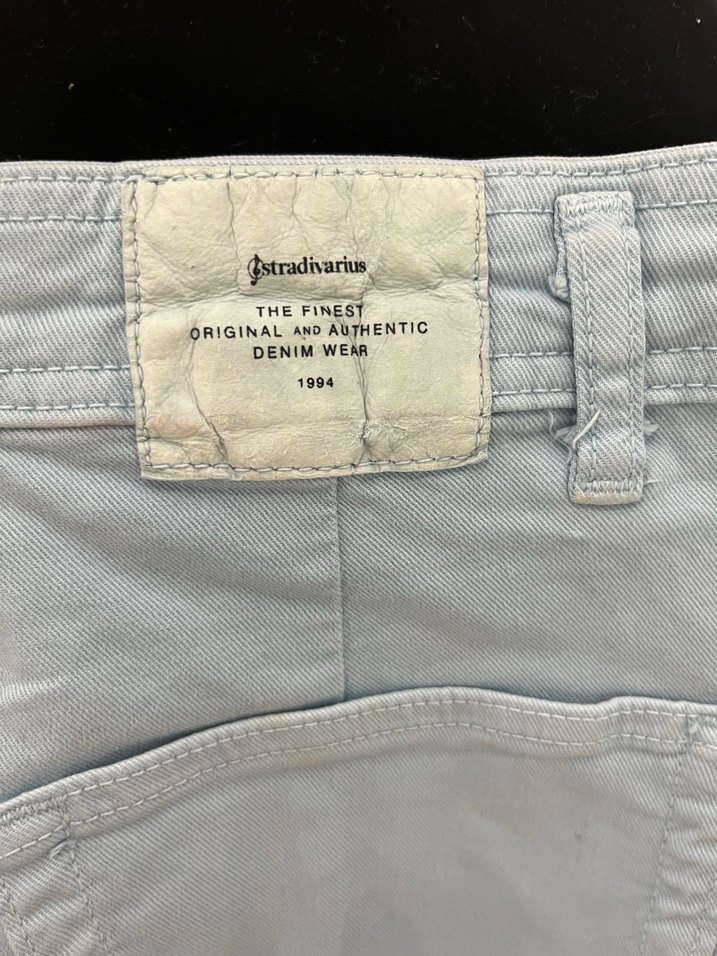 stradivarius
THE FINEST
ORIGINAL AND AUTHENTIC
DENIM WEAR
1994